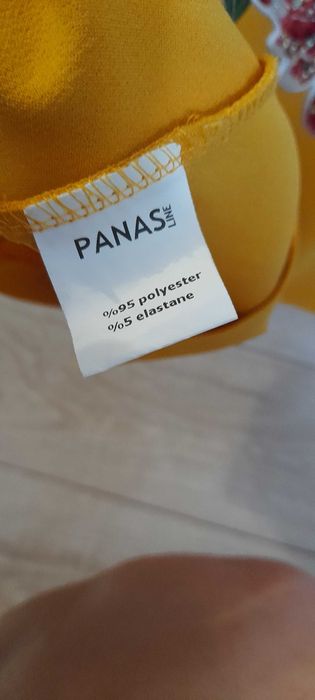 PANAS LINE
%95 polyester
%5 elastane